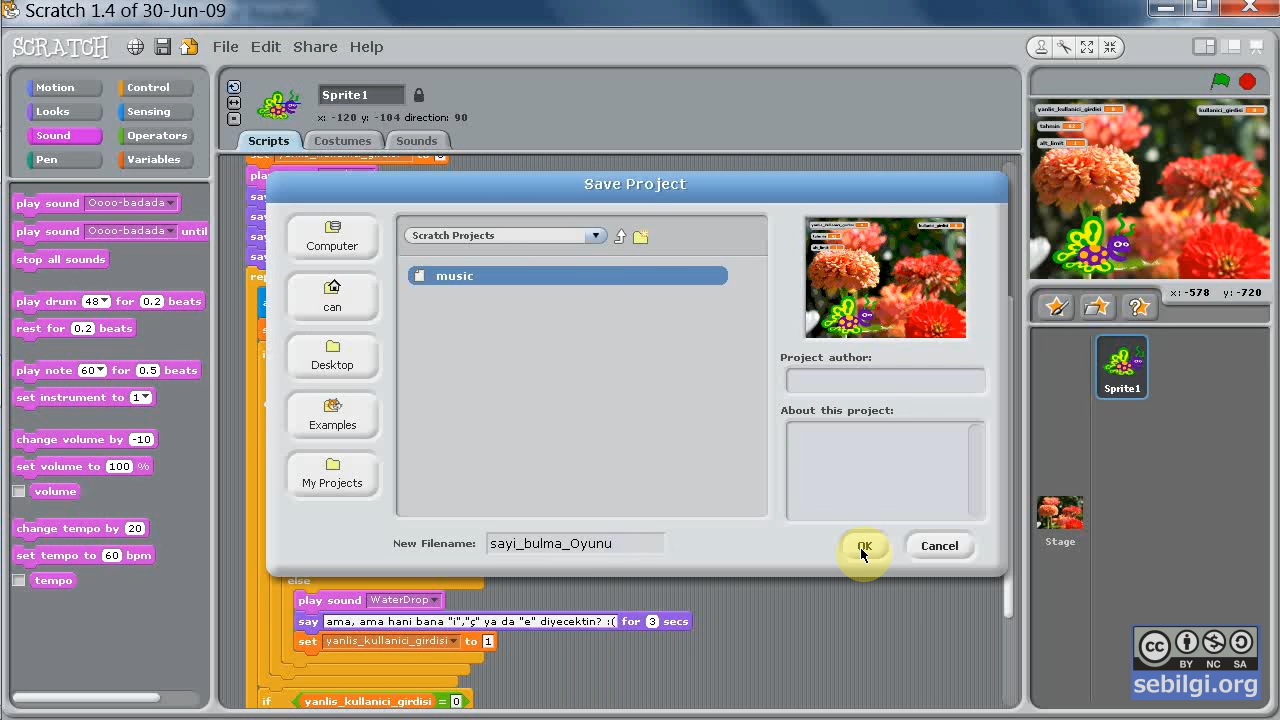 Scratch 1.4 of 30-Jun-09
SCRATCH
File Edit Share Help
Motion Control
Looks Sensing
Sound Operators
Pen Variables
play sound Oooo-badada
play sound Oooo-badada until
stop all sounds
play drum 48 for 0.2 beats
rest for 0.2 beats
play note 60 for 0.5 beats
set instrument to 1
change volume by -10
set volume to 100 %
volume
change tempo by 20
set tempo to 60 bpm
tempo
Sprite1
direction: 90
Scripts Costumes Sounds
Save Project
Computer
can
Desktop
Examples
My Projects
Scratch Projects
music
Project author:
About this project:
New Filename: sayi_bulma_Oyunu
OK Cancel
else
play sound WaterDrop
say ama, ama hani bana "i","ç" ya da "e" diyecektin? :( for 3 secs
set yanlis_kullanici_girdisi to 1
if yanlis_kullanici_girdisi = 0
yanlis_kullanici_girdisi
kullanici_girdisi
tahmin
alt_limit
x: -578 y: -720
Sprite1
Stage
cc
BY NC SA
sebilgi.org